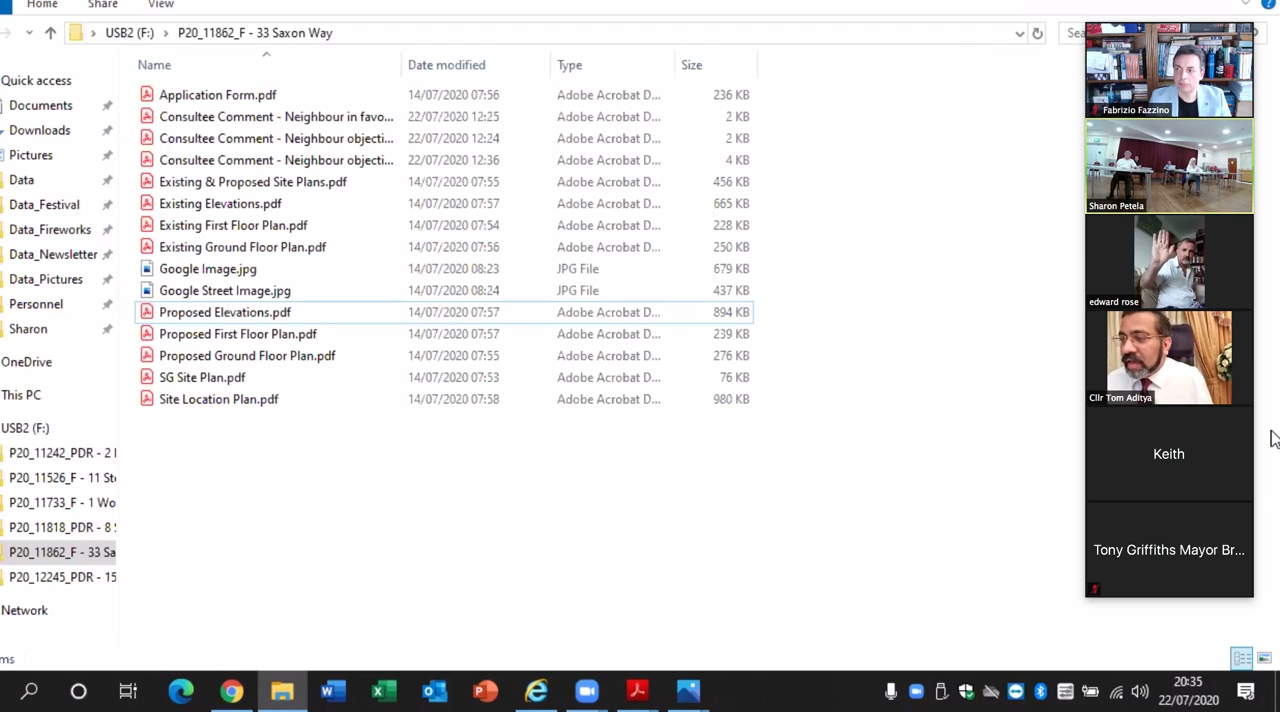 Home Share View
USB2 (F:) › P20_11862_F - 33 Saxon Way
Sea
Name Date modified Type Size
Quick access
Documents
Downloads
Pictures
Data
Data_Festival
Data_Fireworks
Data_Newsletter
Data_Pictures
Personnel
Sharon
OneDrive
This PC
USB2 (F:)
P20_11242_PDR - 2
P20_11526_F - 11 St
P20_11733_F - 1 Wo
P20_11818_PDR - 8
P20_11862_F - 33 Sa
P20_12245_PDR - 15
Network
ms
Application Form.pdf 14/07/2020 07:56 Adobe Acrobat D... 236 KB
Consultee Comment - Neighbour in favo... 22/07/2020 12:25 Adobe Acrobat D... 2 KB
Consultee Comment - Neighbour objecti... 22/07/2020 12:24 Adobe Acrobat D... 2 KB
Consultee Comment - Neighbour objecti... 22/07/2020 12:36 Adobe Acrobat D... 4 KB
Existing & Proposed Site Plans.pdf 14/07/2020 07:55 Adobe Acrobat D... 456 KB
Existing Elevations.pdf 14/07/2020 07:57 Adobe Acrobat D... 665 KB
Existing First Floor Plan.pdf 14/07/2020 07:54 Adobe Acrobat D... 228 KB
Existing Ground Floor Plan.pdf 14/07/2020 07:56 Adobe Acrobat D... 250 KB
Google Image.jpg 14/07/2020 08:23 JPG File 679 KB
Google Street Image.jpg 14/07/2020 08:24 JPG File 437 KB
Proposed Elevations.pdf 14/07/2020 07:57 Adobe Acrobat D... 894 KB
Proposed First Floor Plan.pdf 14/07/2020 07:57 Adobe Acrobat D... 239 KB
Proposed Ground Floor Plan.pdf 14/07/2020 07:55 Adobe Acrobat D... 276 KB
SG Site Plan.pdf 14/07/2020 07:53 Adobe Acrobat D... 76 KB
Site Location Plan.pdf 14/07/2020 07:58 Adobe Acrobat D... 980 KB
Fabrizio Fazzino
Sharon Petela
edward rose
Cllr Tom Aditya
Keith
Tony Griffiths Mayor Br...
20:35
22/07/2020